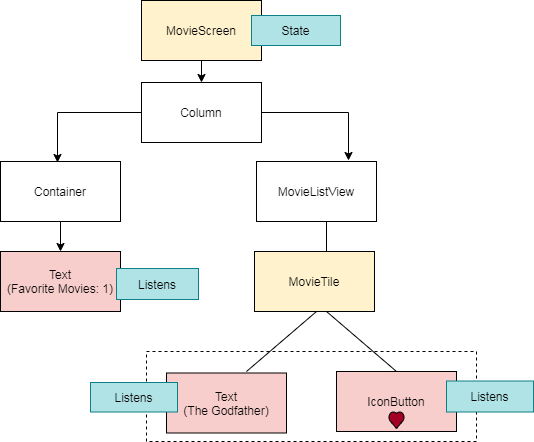 MovieScreen
State
Column
Container
MovieListView
Text
(Favorite Movies: 1)
Listens
MovieTile
Listens
Text
(The Godfather)
IconButton
Listens